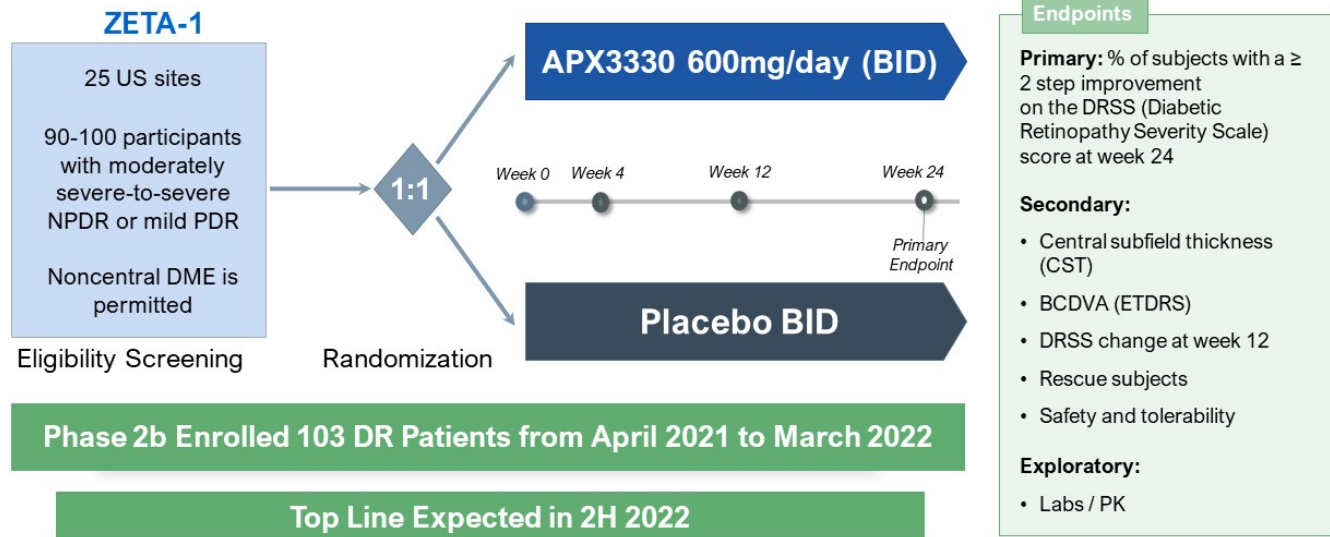 ZETA-1
25 US sites
90-100 participants
with moderately
severe-to-severe
NPDR or mild PDR
Noncentral DME is
permitted
Eligibility Screening
1:1
Randomization
APX3330 600mg/day (BID)
Week 0
Week 4
Week 12
Week 24
Primary
Endpoint
Placebo BID
Phase 2b Enrolled 103 DR Patients from April 2021 to March 2022
Top Line Expected in 2H 2022
Endpoints
Primary: % of subjects with a ≥
2 step improvement
on the DRSS (Diabetic
Retinopathy Severity Scale)
score at week 24
Secondary:
• Central subfield thickness
(CST)
• BCDVA (ETDRS)
• DRSS change at week 12
• Rescue subjects
• Safety and tolerability
Exploratory:
• Labs / PK